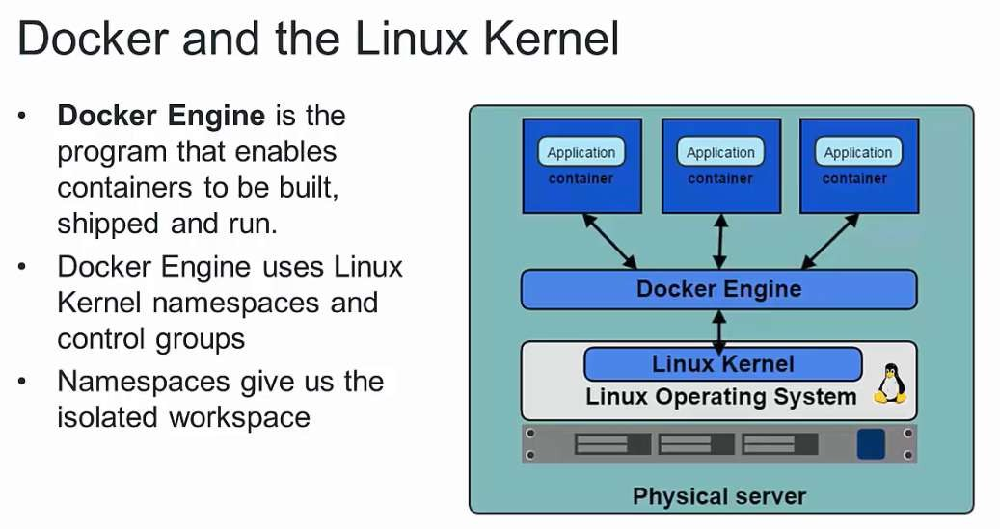 Docker and the Linux Kernel
• Docker Engine is the
program that enables
containers to be built,
shipped and run.
• Docker Engine uses Linux
Kernel namespaces and
control groups
• Namespaces give us the
isolated workspace
Application
container
Application
container
Application
container
Docker Engine
Linux Kernel
Linux Operating System
Physical server